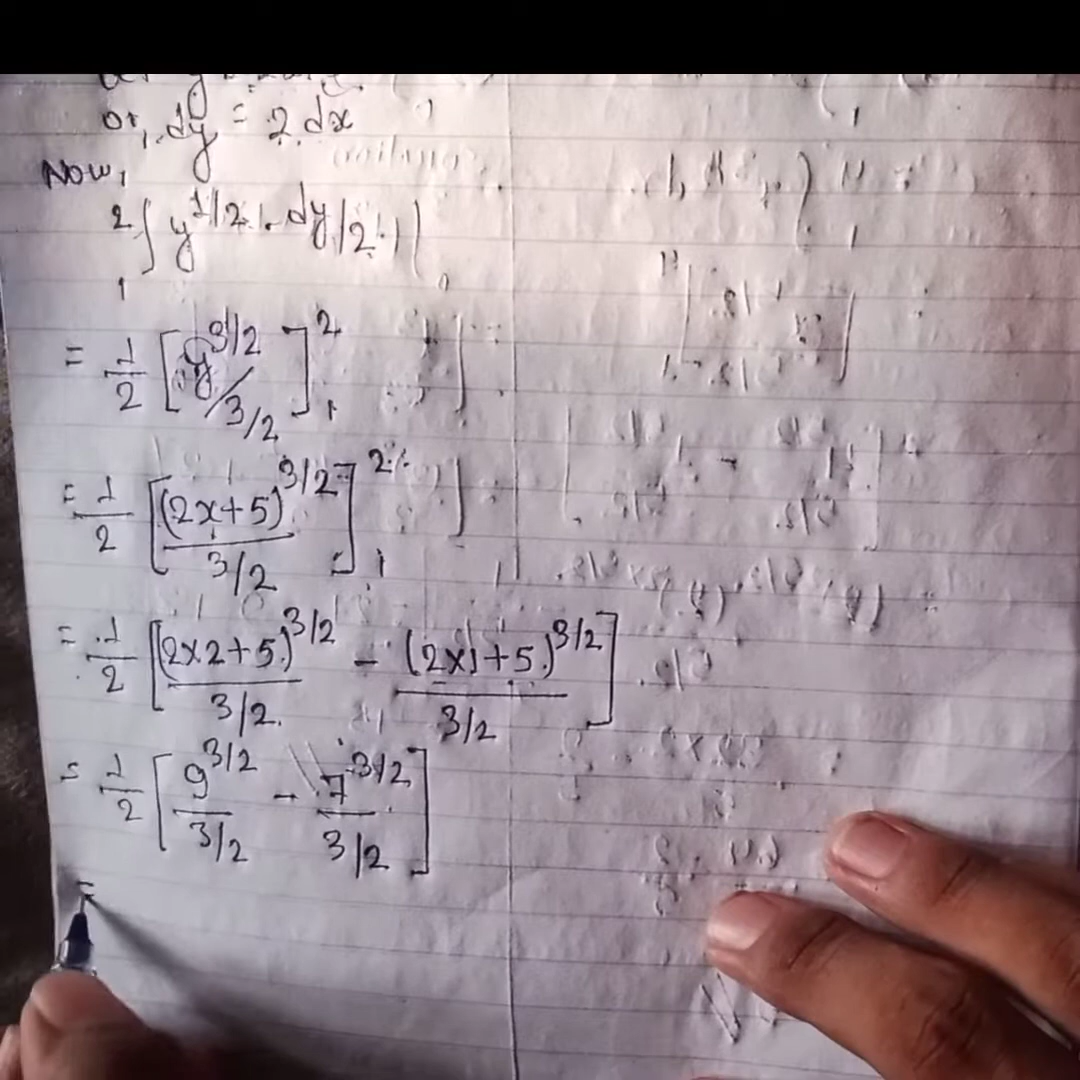 or, dy = 2 dx
Now,
2∫1 y^1/2 . dy/2
= 1/2 [y^3/2 / 3/2]^2_1
= 1/2 [(2x+5)^3/2 / 3/2]^2_1
= 1/2 [(2×2+5)^3/2 / 3/2 - (2×1+5)^3/2 / 3/2]
= 1/2 [9^3/2 / 3/2 - 7^3/2 / 3/2]
=